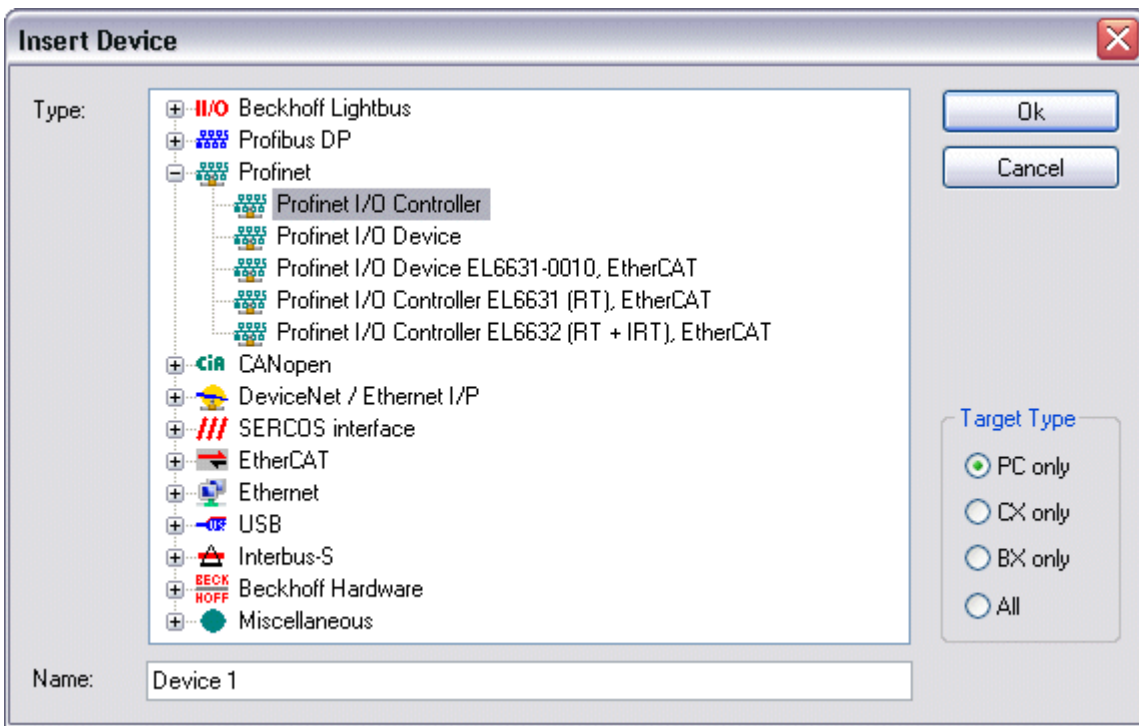 Insert Device
Type:
II/O Beckhoff Lightbus
Profibus DP
Profinet
Profinet I/O Controller
Profinet I/O Device
Profinet I/O Device EL6631-0010, EtherCAT
Profinet I/O Controller EL6631 (RT), EtherCAT
Profinet I/O Controller EL6632 (RT + IRT), EtherCAT
CiA CANopen
DeviceNet / Ethernet I/P
SERCOS interface
EtherCAT
Ethernet
USB
Interbus-S
BECK
HOFF
Beckhoff Hardware
Miscellaneous
Ok
Cancel
Target Type
PC only
CX only
BX only
All
Name:
Device 1